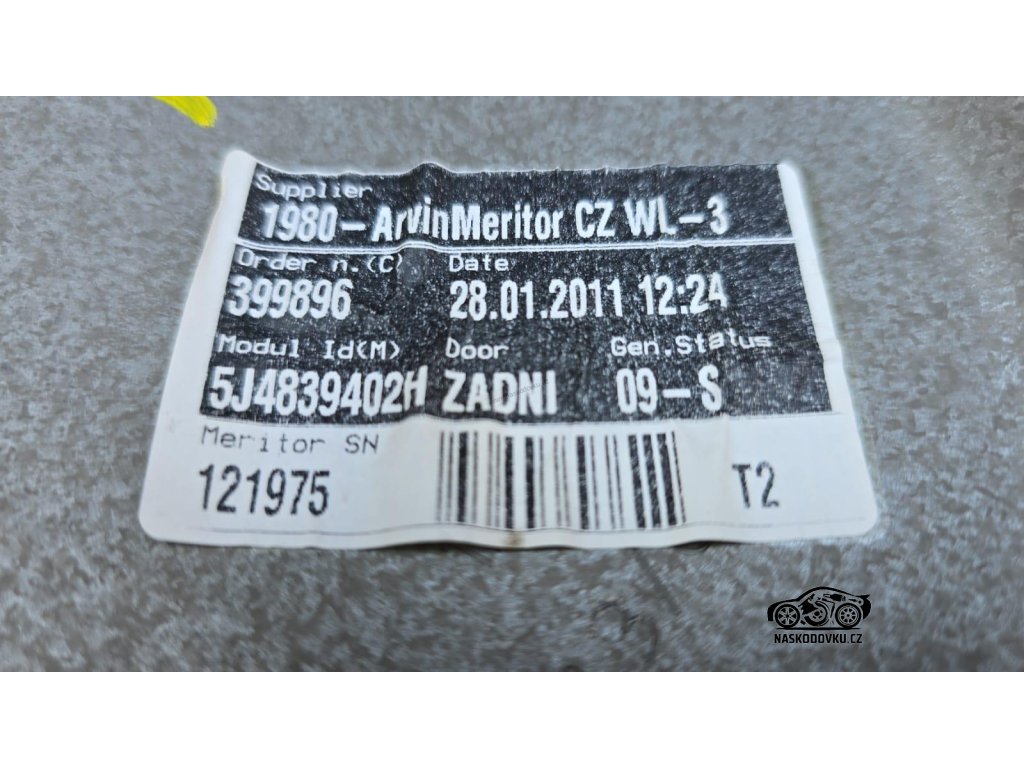 Supplier
1980-ArvinMeritor CZ WL-3
Order n.(C) Date
399896 28.01.2011 12:24
Modul Id(M) Door Gen.Status
5J4839402H ZADNI 09-S
Meritor SN
121975 T2
NASKODOVKU.CZ